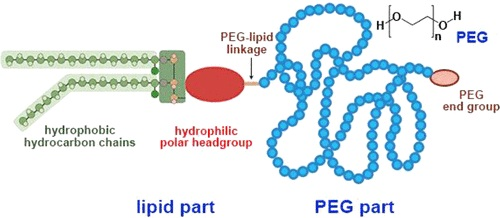 PEG-lipid
linkage
H O O H
n
PEG
PEG
end group
hydrophobic
hydrocarbon chains
hydrophilic
polar headgroup
lipid part
PEG part